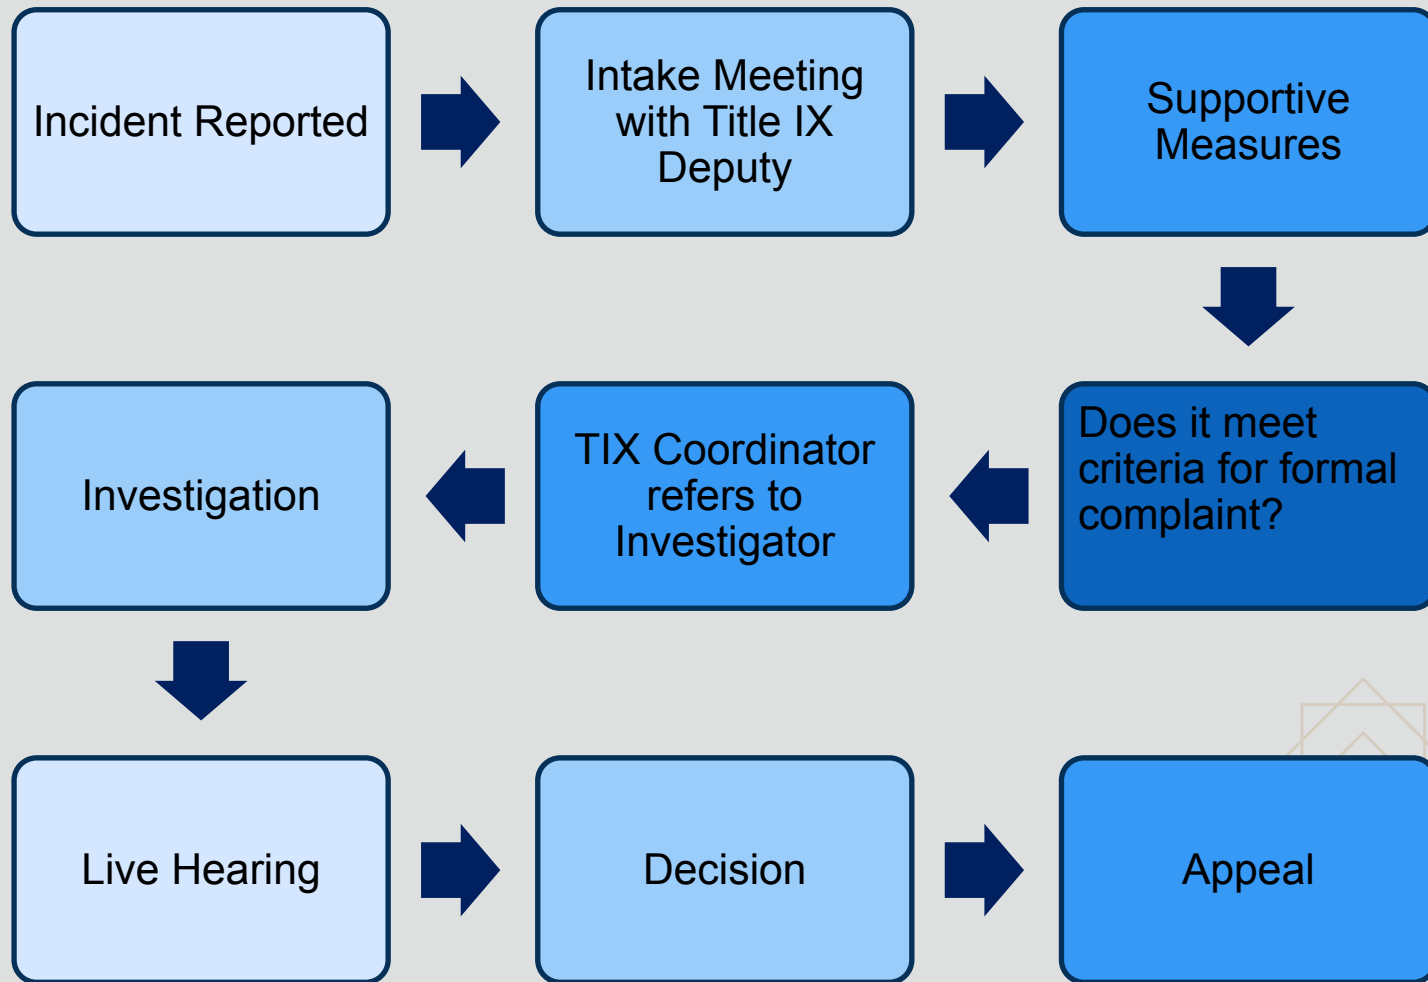 Incident Reported
Intake Meeting
with Title IX
Deputy
Supportive
Measures
Does it meet
criteria for formal
complaint?
TIX Coordinator
refers to
Investigator
Investigation
Live Hearing
Decision
Appeal